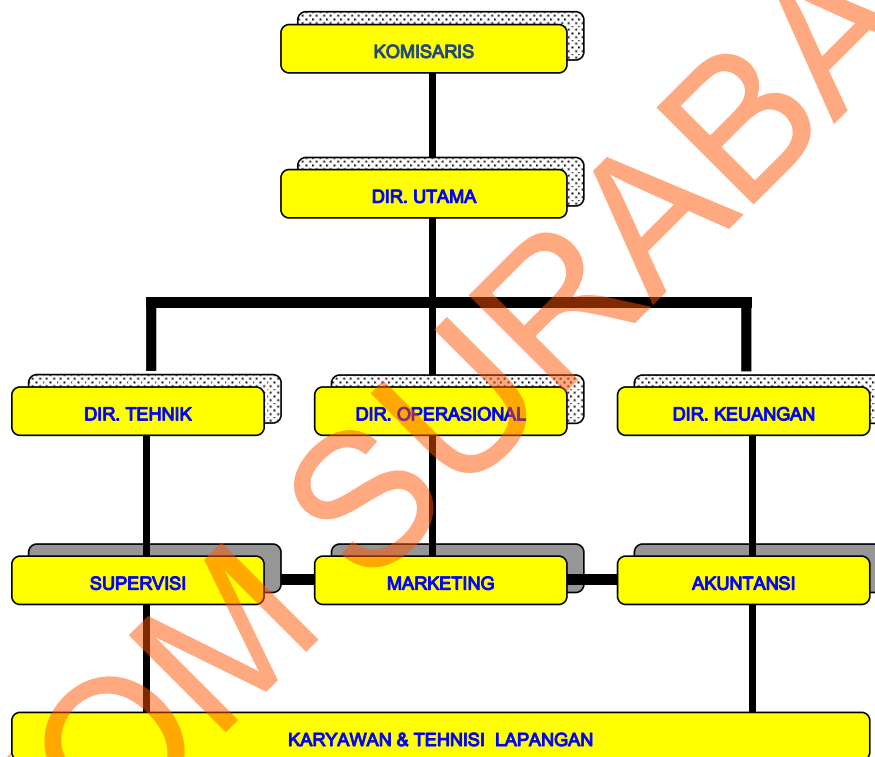 KOMISARIS
DIR. UTAMA
DIR. TEHNIK
DIR. OPERASIONAL
DIR. KEUANGAN
SUPERVISI
MARKETING
AKUNTANSI
KARYAWAN & TEHNISI LAPANGAN
OM SURABA